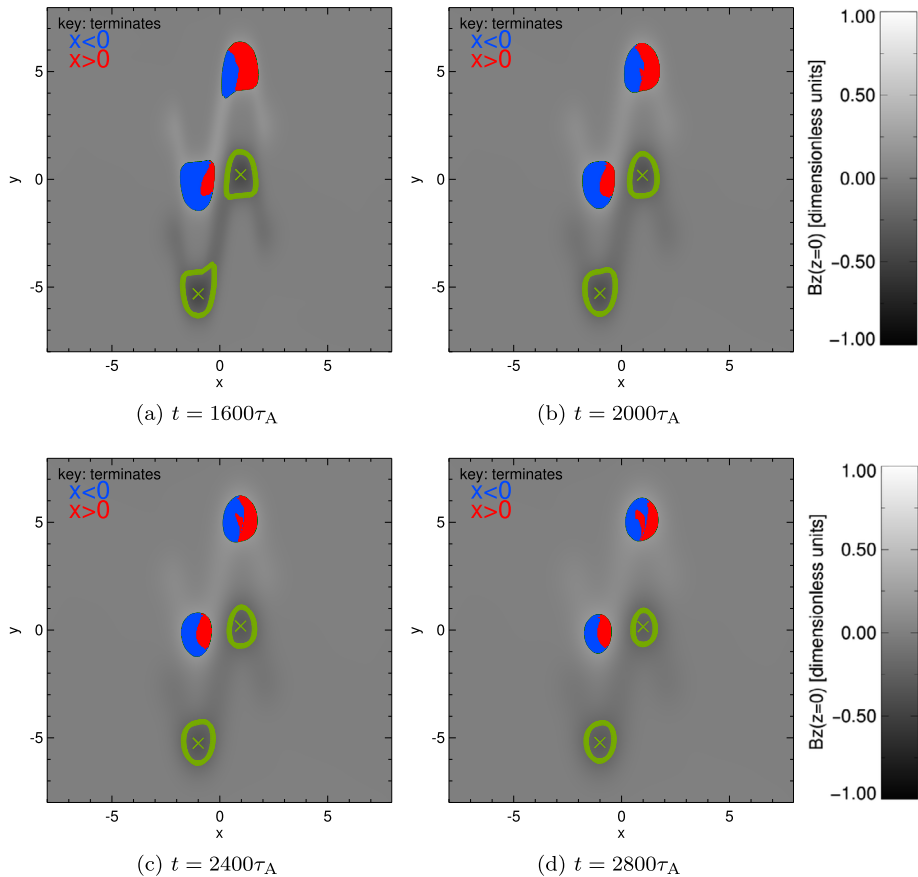 key: terminates
x<0
x>0
5
0
-5
y
-5
0
5
x
(a) t = 1600τA
key: terminates
x<0
x>0
5
0
-5
-5
0
5
x
(b) t = 2000τA
1.00
0.50
0.00
−0.50
−1.00
Bz(z=0) [dimensionless units]
key: terminates
x<0
x>0
5
0
-5
y
-5
0
5
x
(c) t = 2400τA
key: terminates
x<0
x>0
5
0
-5
y
-5
0
5
x
(d) t = 2800τA
1.00
0.50
0.00
−0.50
−1.00
Bz(z=0) [dimensionless units]